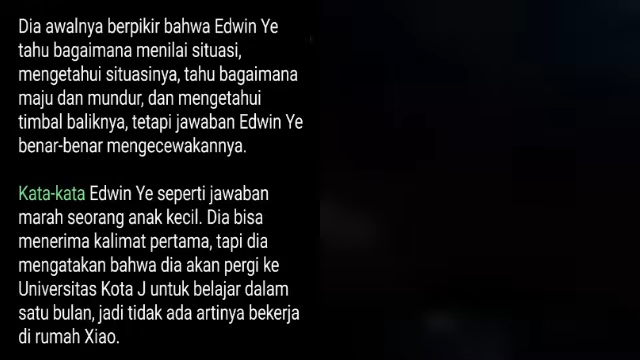 Dia awalnya berpikir bahwa Edwin Ye
tahu bagaimana menilai situasi,
mengetahui situasinya, tahu bagaimana
maju dan mundur, dan mengetahui
timbal baliknya, tetapi jawaban Edwin Ye
benar-benar mengecewakannya.
Kata-kata Edwin Ye seperti jawaban
marah seorang anak kecil. Dia bisa
menerima kalimat pertama, tapi dia
mengatakan bahwa dia akan pergi ke
Universitas Kota J untuk belajar dalam
satu bulan, jadi tidak ada artinya bekerja
di rumah Xiao.